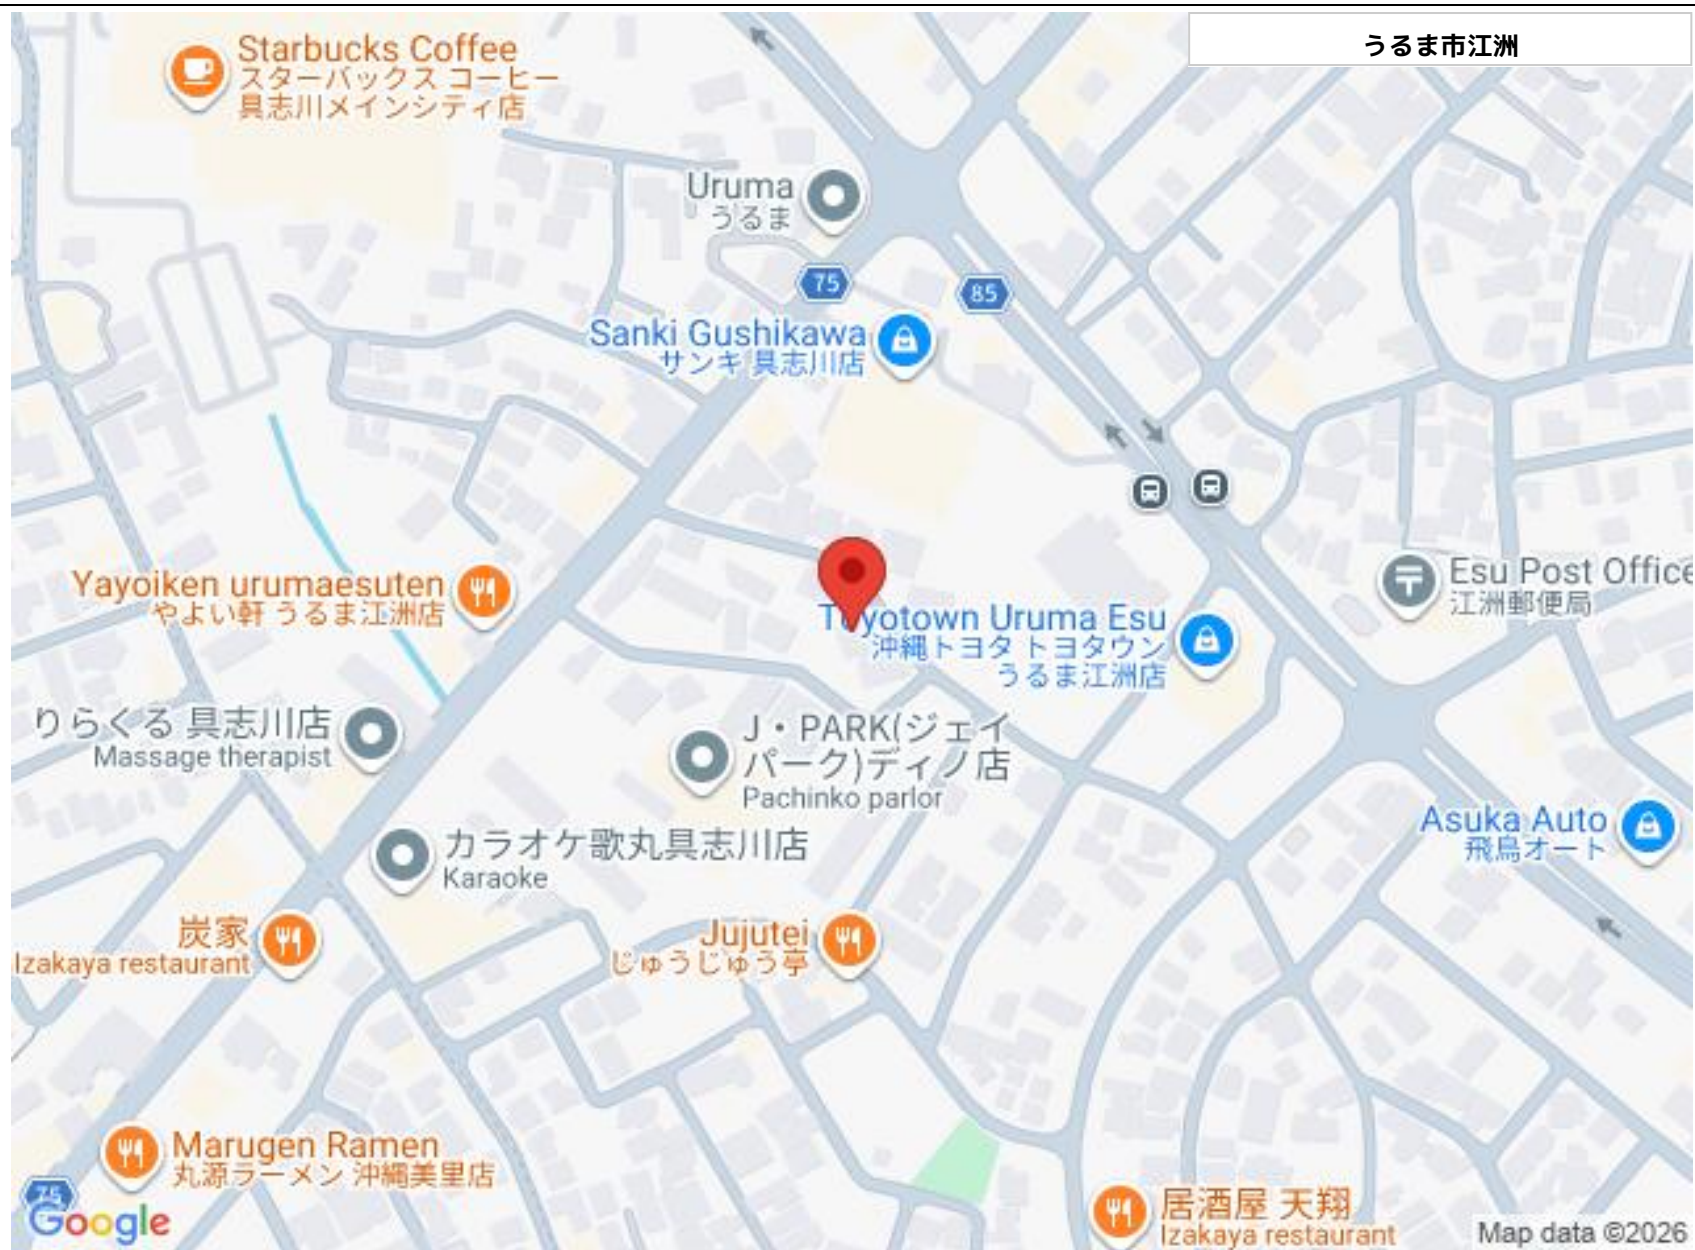 うるま市江洲
Starbucks Coffee
スターバックス コーヒー
具志川メインシティ店
Uruma
うるま
75
85
Sanki Gushikawa
サンキ 具志川店
Yayoiken urumaesuten
やよい軒 うるま江洲店
Esu Post Office
江洲郵便局
Toyotown Uruma Esu
沖縄トヨタ トヨタウン
うるま江洲店
りらくる 具志川店
Massage therapist
J・PARK(ジェイ
パーク)ディノ店
Pachinko parlor
Asuka Auto
飛鳥オート
カラオケ歌丸具志川店
Karaoke
炭家
Izakaya restaurant
Jujutei
じゅうじゅう亭
Marugen Ramen
丸源ラーメン 沖縄美里店
75
Google
居酒屋 天翔
Izakaya restaurant
Map data ©2026